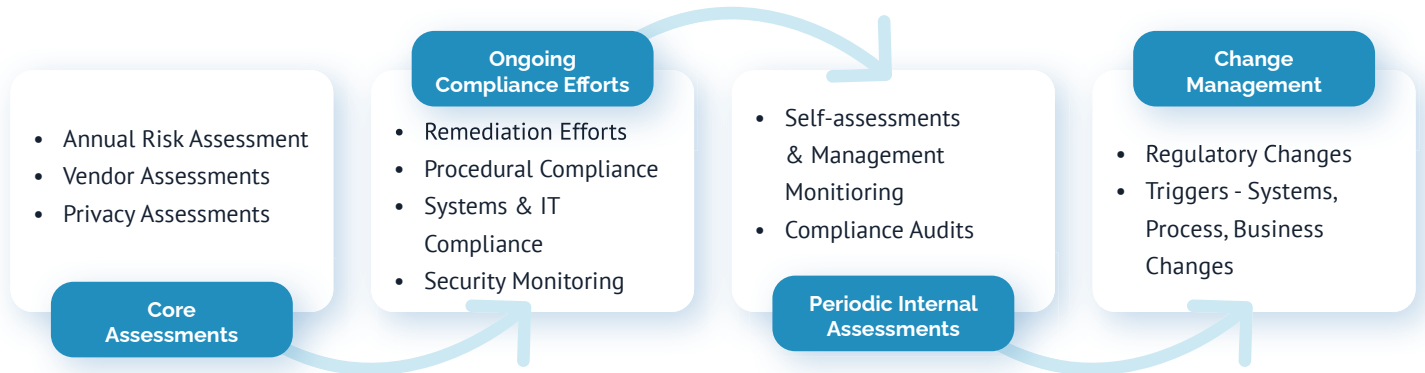 • Annual Risk Assessment
• Vendor Assessments
• Privacy Assessments
Core
Assessments
Ongoing
Compliance Efforts
• Remediation Efforts
• Procedural Compliance
• Systems & IT
Compliance
• Security Monitoring
• Self-assessments
& Management
Monitioring
• Compliance Audits
Periodic Internal
Assessments
Change
Management
• Regulatory Changes
• Triggers - Systems,
Process, Business
Changes